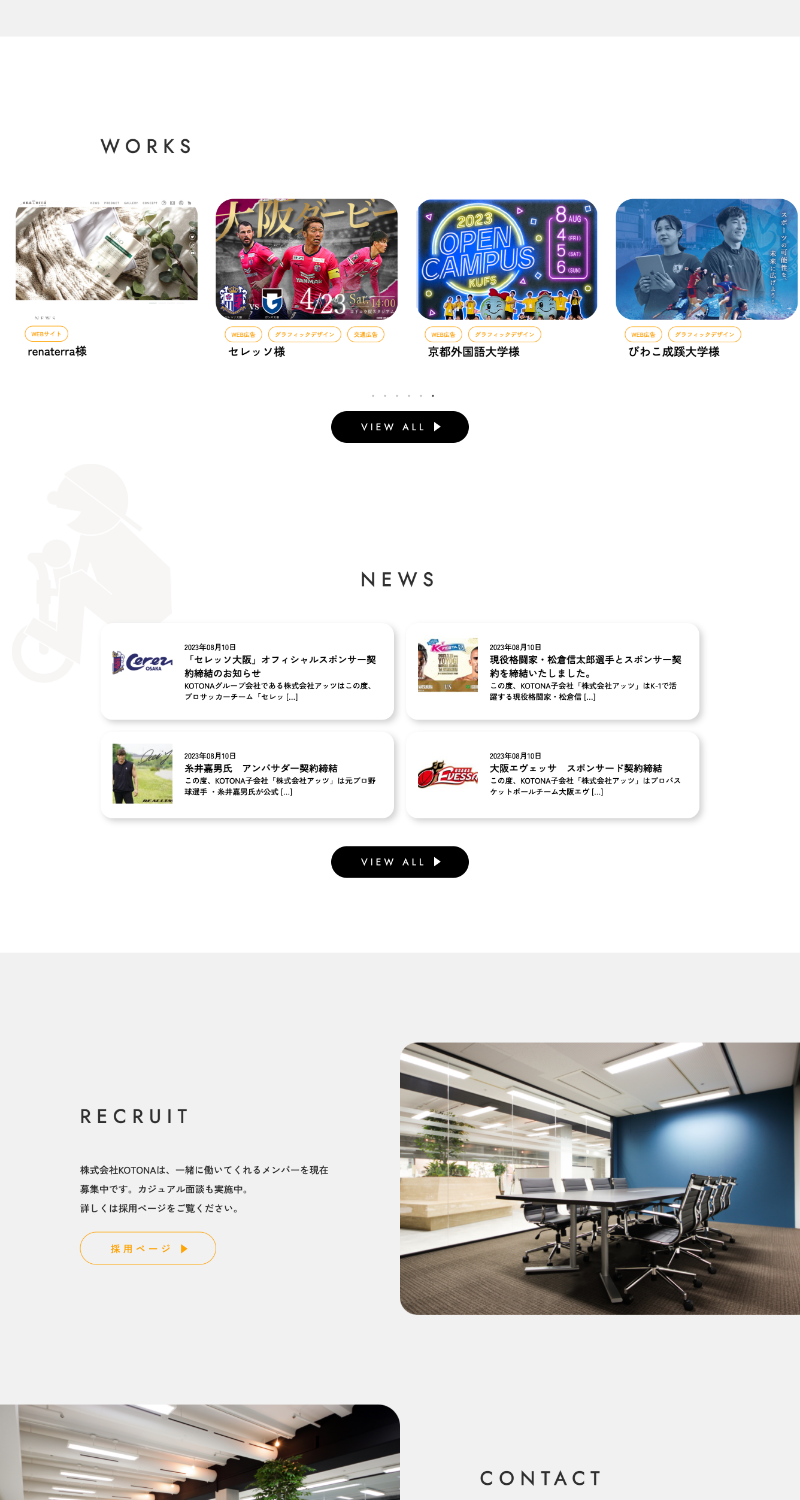 WORKS
大阪ダービー
YANMAR
VS
4/23 Sat. 14:00
2023
OPEN
CAMPUS
KUFS
8 AUG
4 (FRI)
5 (SAT)
6 (SUN)
スポーツの可能性を、
未来に広げよう。
WEBサイト
renaterra様
WEB広告
グラフィックデザイン
交通広告
セレッソ様
WEB広告
グラフィックデザイン
京都外国語大学様
WEB広告
グラフィックデザイン
びわこ成蹊大学様
VIEW ALL
NEWS
Cerezo
OSAKA
2023年08月10日
「セレッソ大阪」オフィシャルスポンサー契
約締結のお知らせ
KOTONAグループ会社である株式会社アッツはこの度、
プロサッカーチーム「セレッ [...]
2023年08月10日
現役格闘家・松倉信太郎選手とスポンサー契
約を締結いたしました。
この度、KOTONA子会社「株式会社アッツ」はK-1で活
躍する現役格闘家・松倉信 [...]
2023年08月10日
糸井嘉男氏　アンバサダー契約締結
この度、KOTONA子会社「株式会社アッツ」は元プロ野
球選手 ・糸井嘉男氏が公式 [...]
EVESSA
2023年08月10日
大阪エヴェッサ　スポンサード契約締結
この度、KOTONA子会社「株式会社アッツ」はプロバス
ケットボールチーム大阪エヴ [...]
VIEW ALL
RECRUIT
株式会社KOTONAは、一緒に働いてくれるメンバーを現在
募集中です。カジュアル面談も実施中。
詳しくは採用ページをご覧ください。
採用ページ
CONTACT